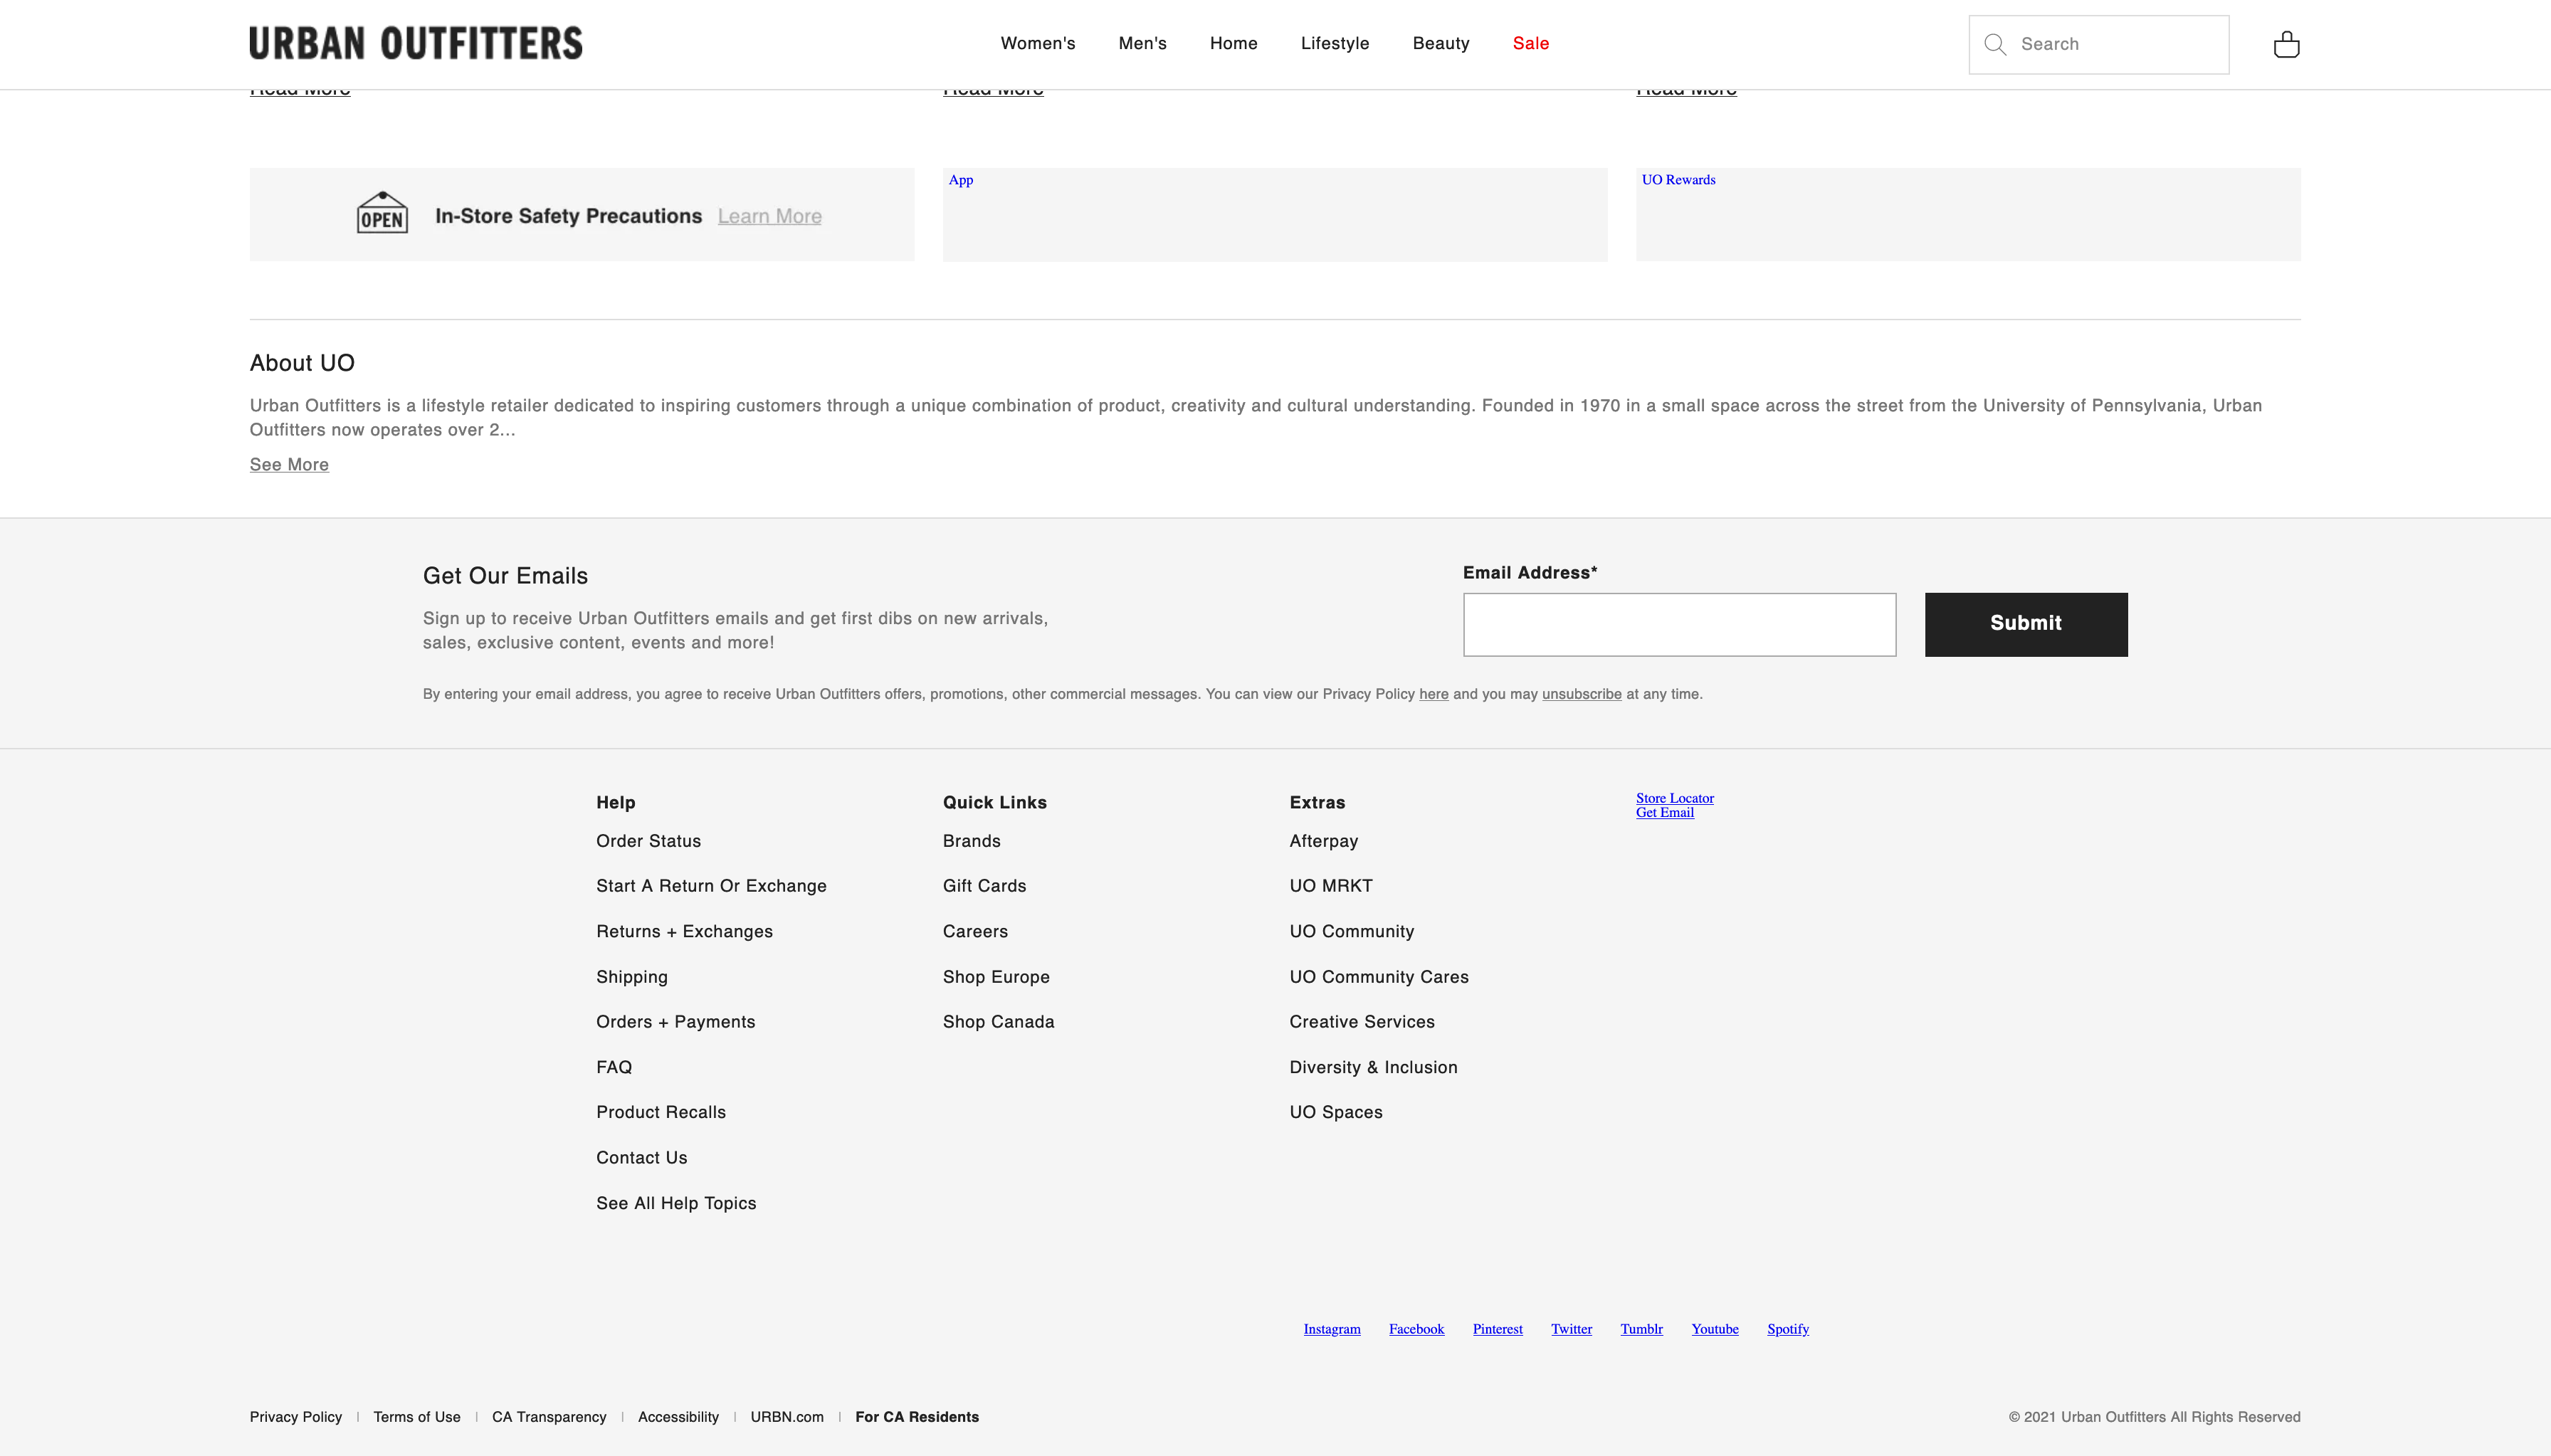 URBAN OUTFITTERS
Women's Men's Home Lifestyle Beauty Sale
Search
Read More Read More Read More
OPEN In-Store Safety Precautions Learn More
App
UO Rewards
About UO
Urban Outfitters is a lifestyle retailer dedicated to inspiring customers through a unique combination of product, creativity and cultural understanding. Founded in 1970 in a small space across the street from the University of Pennsylvania, Urban
Outfitters now operates over 2...
See More
Get Our Emails
Sign up to receive Urban Outfitters emails and get first dibs on new arrivals,
sales, exclusive content, events and more!
Email Address*
Submit
By entering your email address, you agree to receive Urban Outfitters offers, promotions, other commercial messages. You can view our Privacy Policy here and you may unsubscribe at any time.
Help
Order Status
Start A Return Or Exchange
Returns + Exchanges
Shipping
Orders + Payments
FAQ
Product Recalls
Contact Us
See All Help Topics
Quick Links
Brands
Gift Cards
Careers
Shop Europe
Shop Canada
Extras
Afterpay
UO MRKT
UO Community
UO Community Cares
Creative Services
Diversity & Inclusion
UO Spaces
Store Locator
Get Email
Instagram Facebook Pinterest Twitter Tumblr Youtube Spotify
Privacy Policy | Terms of Use | CA Transparency | Accessibility | URBN.com | For CA Residents
© 2021 Urban Outfitters All Rights Reserved